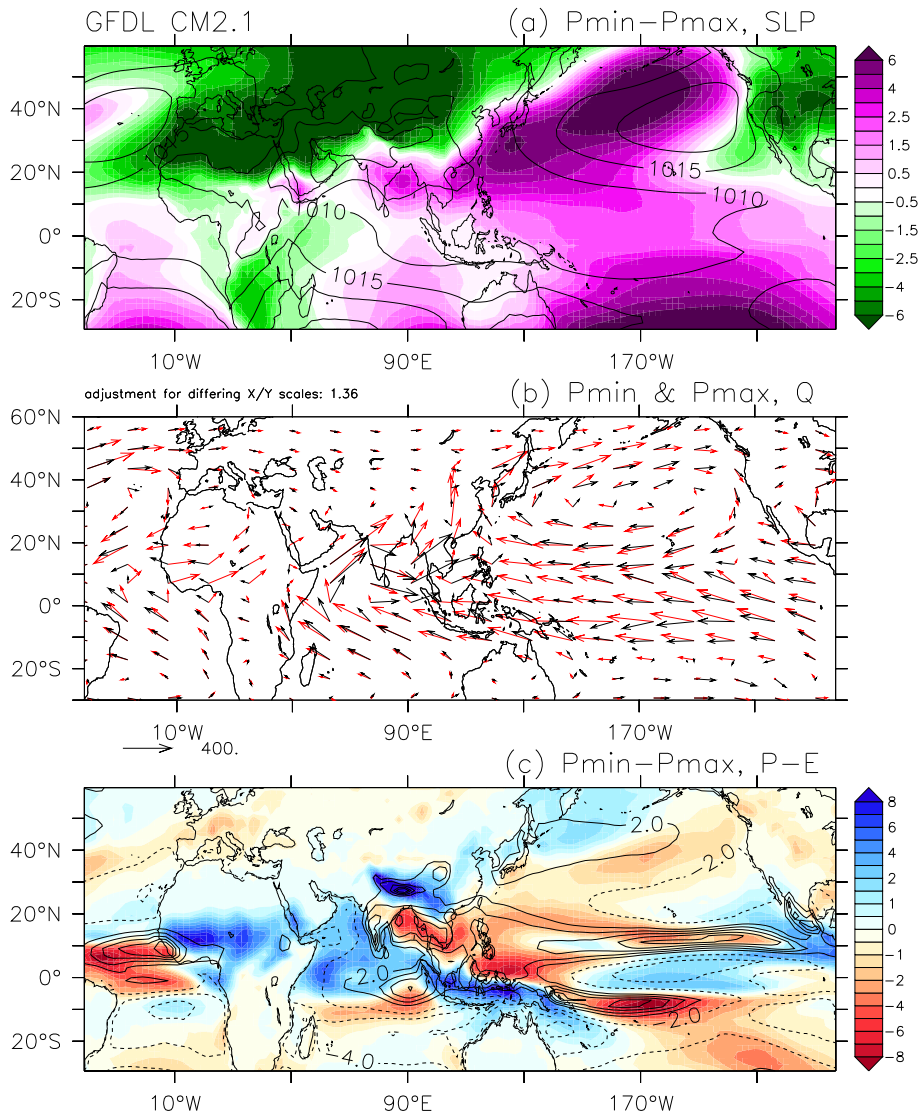 GFDL CM2.1
(a) Pmin-Pmax, SLP
40°N
20°N
0°
20°S
1015
1010
1010
1015
10°W
90°E
170°W
6
4
2.5
1.5
0.5
-0.5
-1.5
-2.5
-4
-6
adjustment for differing X/Y scales: 1.36
(b) Pmin & Pmax, Q
60°N
40°N
20°N
0°
20°S
10°W
90°E
170°W
400.
(c) Pmin-Pmax, P-E
40°N
20°N
0°
20°S
2.0
-2.0
-2.0
-2.0
-4.0
10°W
90°E
170°W
8
6
4
2
1
0
-1
-2
-4
-6
-8